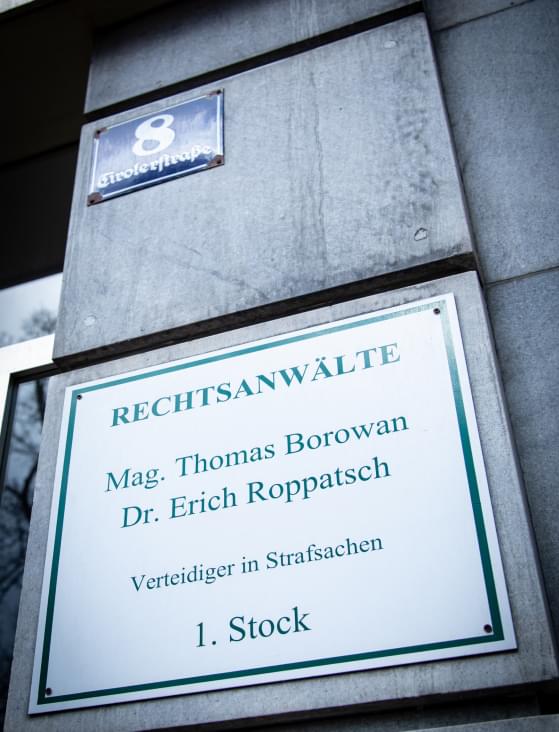 8
Tirolerstraße
RECHTSANWÄLTE
Mag. Thomas Borowan
Dr. Erich Roppatsch
Verteidiger in Strafsachen
1. Stock